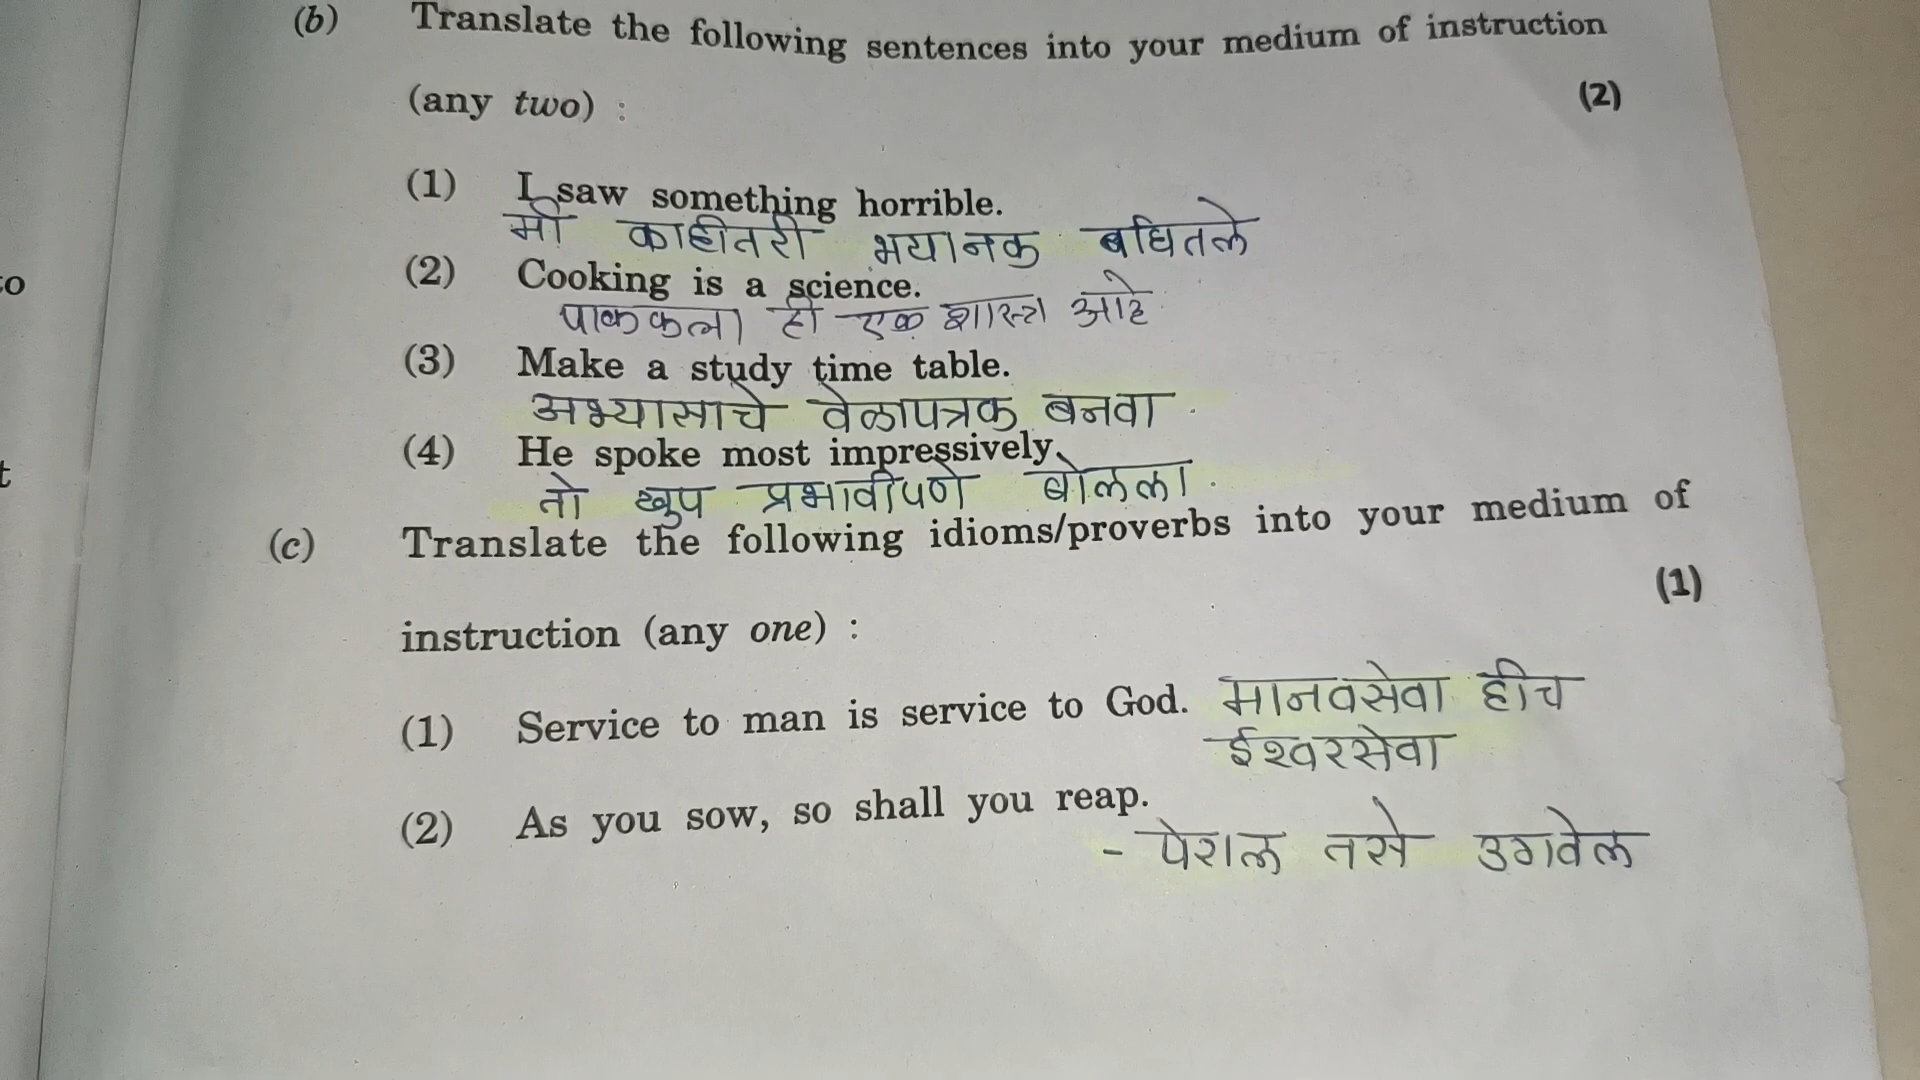 (b) Translate the following sentences into your medium of instruction
(any two) : (2)
(1) I saw something horrible.
मी काहीतरी भयानक बघितले
(2) Cooking is a science.
पाककला ही एक शास्त्र आहे.
(3) Make a study time table.
अभ्यासाचे वेळापत्रक बनवा.
(4) He spoke most impressively.
तो खुप प्रभावीपणे बोलला.
(c) Translate the following idioms/proverbs into your medium of
instruction (any one) : (1)
(1) Service to man is service to God. मानवसेवा हीच
ईश्वरसेवा
(2) As you sow, so shall you reap.
- पेराल तसे उगवेल